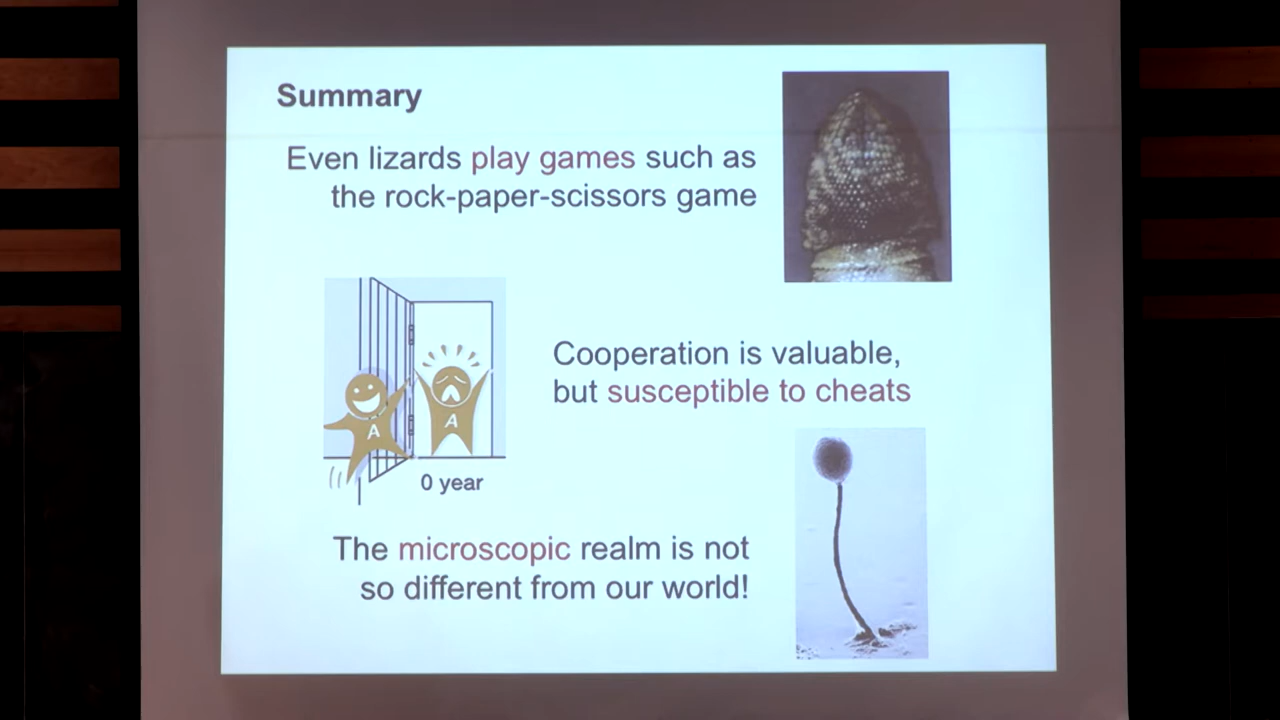 Summary
Even lizards play games such as
the rock-paper-scissors game
A
A
0 year
Cooperation is valuable,
but susceptible to cheats
The microscopic realm is not
so different from our world!